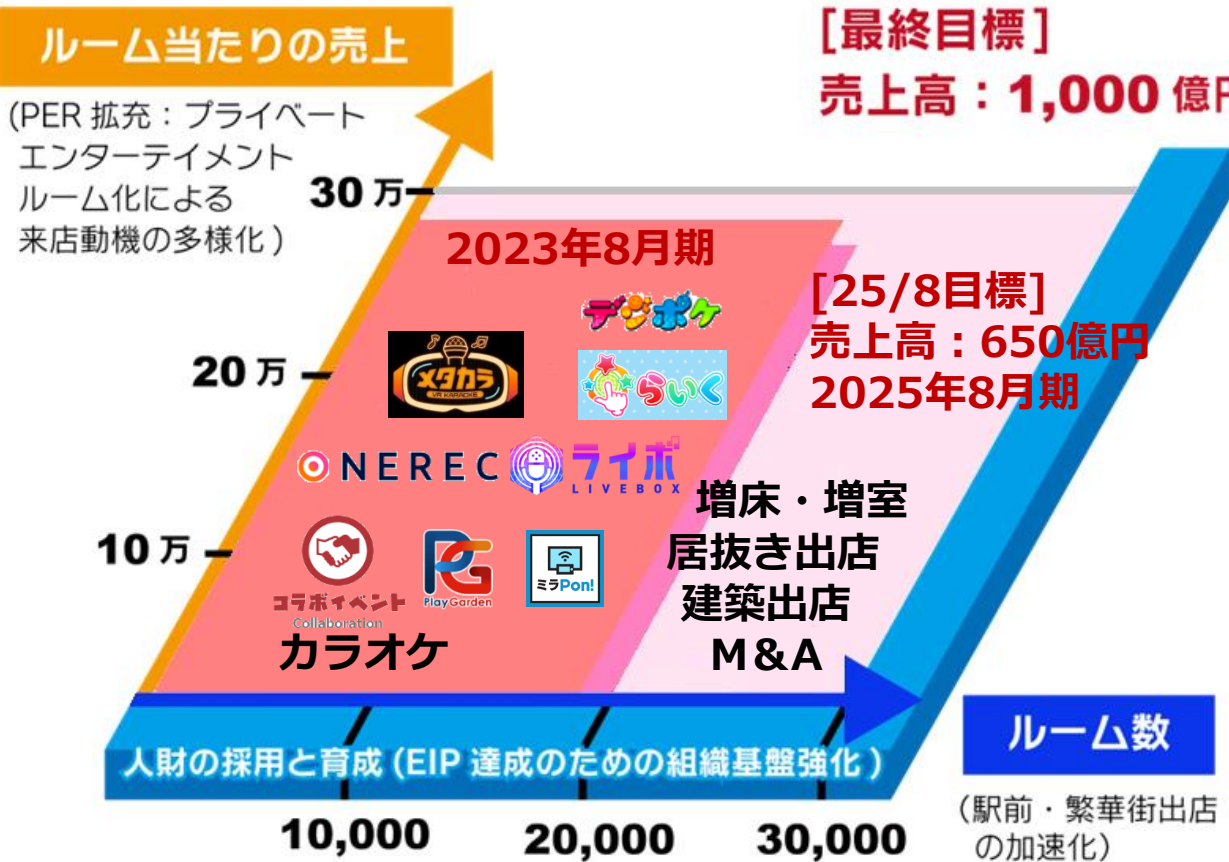 ルーム当たりの売上
(PER 拡充：プライベート
エンターテイメント
ルーム化による
来店動機の多様化 )
[最終目標]
売上高：1,000 億円
30 万
20 万
10 万
2023年8月期
デジポケ
メタカラ
VR KARAOKE
らいく
ONEREC
ライボ
LIVEBOX
コラボイベント
Collaboration
PG
PlayGarden
ミラPon!
カラオケ
[25/8目標]
売上高：650億円
2025年8月期
増床・増室
居抜き出店
建築出店
M&A
人財の採用と育成 (EIP 達成のための組織基盤強化 )
10,000
20,000
30,000
ルーム数
（駅前・繁華街出店
の加速化）